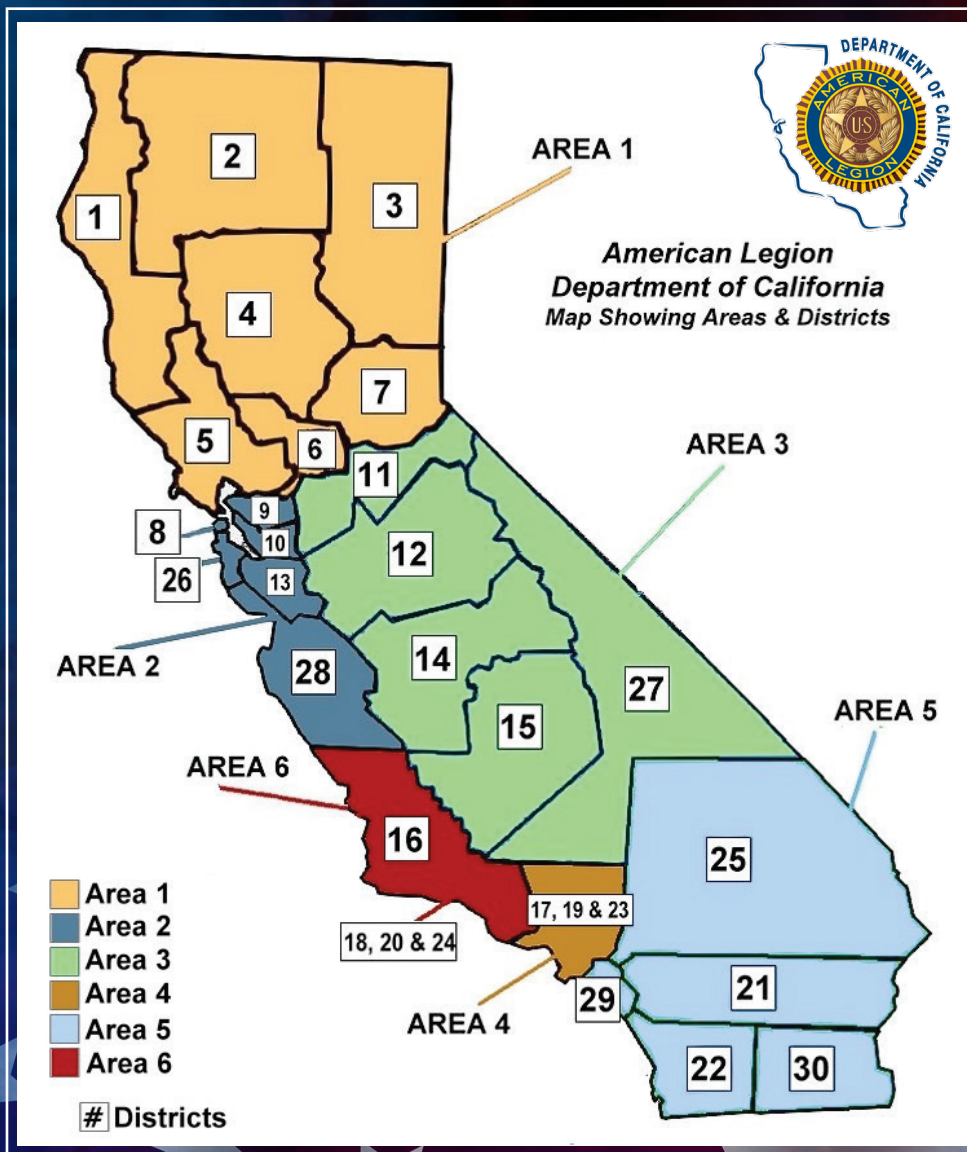 DEPARTMENT OF CALIFORNIA
AMERICAN
US
LEGION
AREA 1
American Legion
Department of California
Map Showing Areas & Districts
1
2
3
4
5
6
7
AREA 3
8
9
10
11
12
13
26
AREA 2
28
14
15
27
AREA 5
AREA 6
16
17, 19 & 23
18, 20 & 24
25
29
21
AREA 4
22
30
Area 1
Area 2
Area 3
Area 4
Area 5
Area 6
# Districts